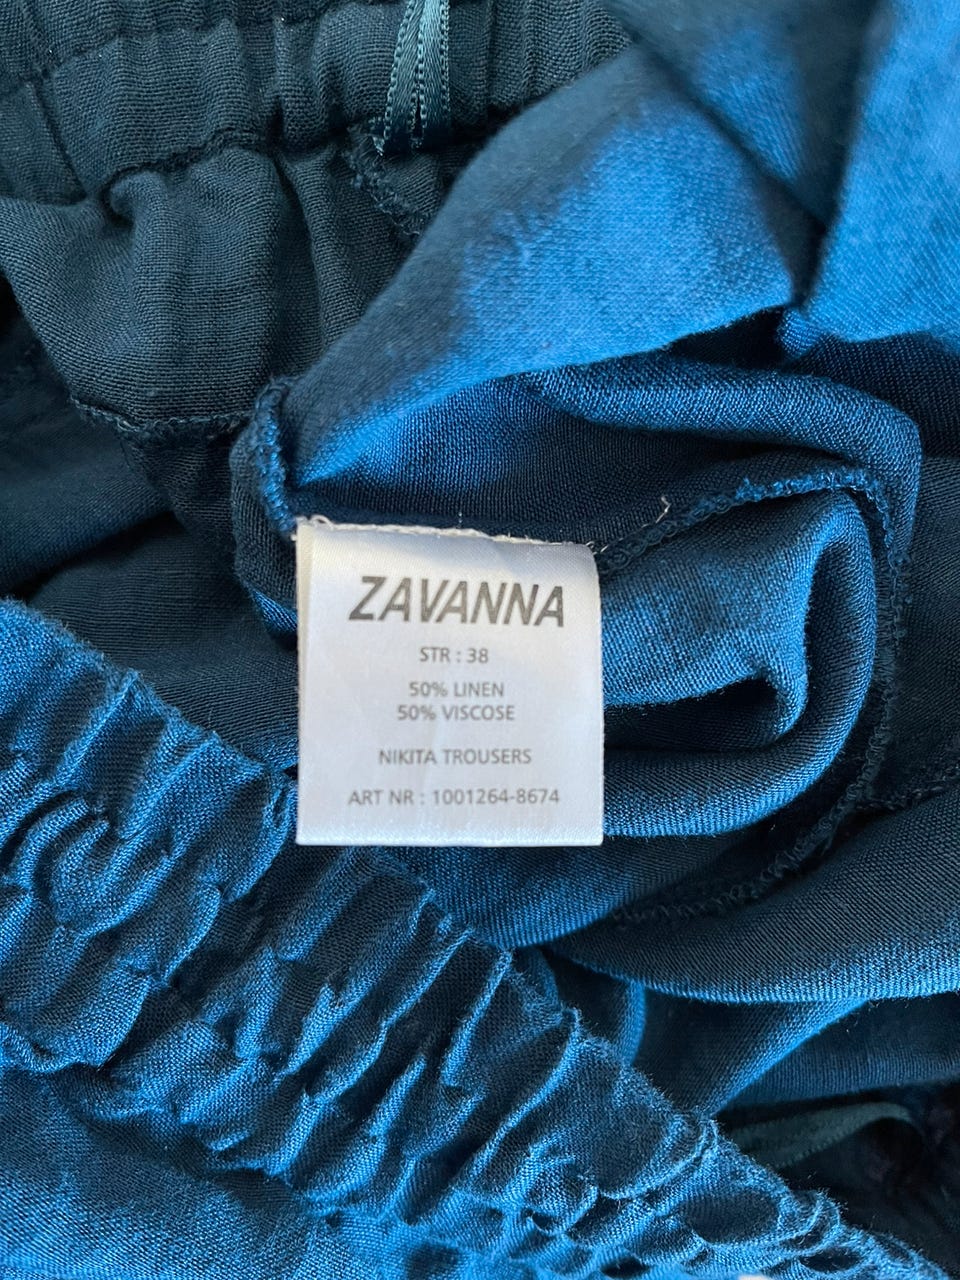 ZAVANNA
STR : 38
50% LINEN
50% VISCOSE
NIKITA TROUSERS
ART NR : 1001264-8674